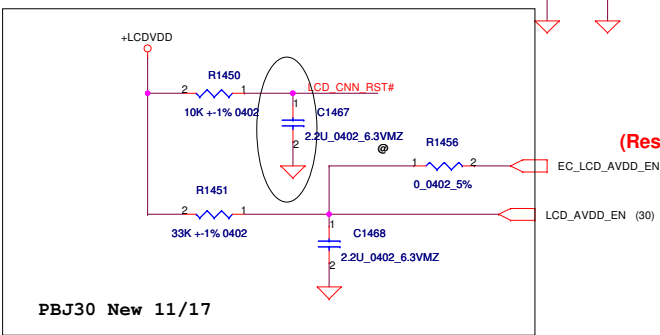 +LCDVDD
R1450
2
1
LCD_CNN_RST#
10K +-1% 0402
1
C1467
2.2U_0402_6.3VMZ
2
@
R1456
(Res
1
2
EC_LCD_AVDD_EN
0_0402_5%
R1451
2
1
LCD_AVDD_EN (30)
33K +-1% 0402
1
C1468
2.2U_0402_6.3VMZ
2
PBJ30 New 11/17